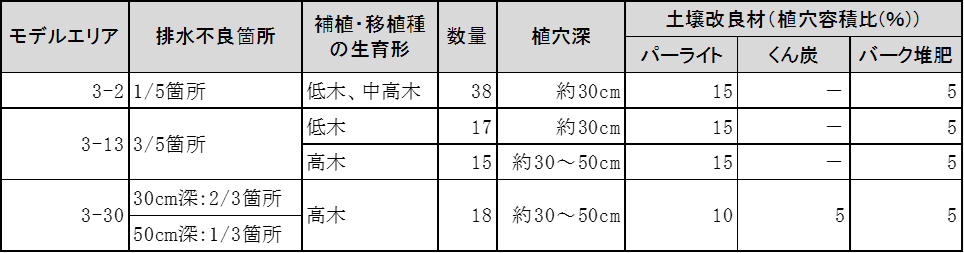 モデルエリア 排水不良箇所 補植・移植種の生育形 数量 植穴深 土壌改良材（植穴容積比（％））
パーライト くん炭 バーク堆肥
3-2 1/5箇所 低木、中高木 38 約30cm 15 － 5
3-13 3/5箇所 低木 17 約30cm 15 － 5
高木 15 約30～50cm 15 － 5
3-30 30cm深：2/3箇所 高木 18 約30～50cm 10 5 5
50cm深：1/3箇所